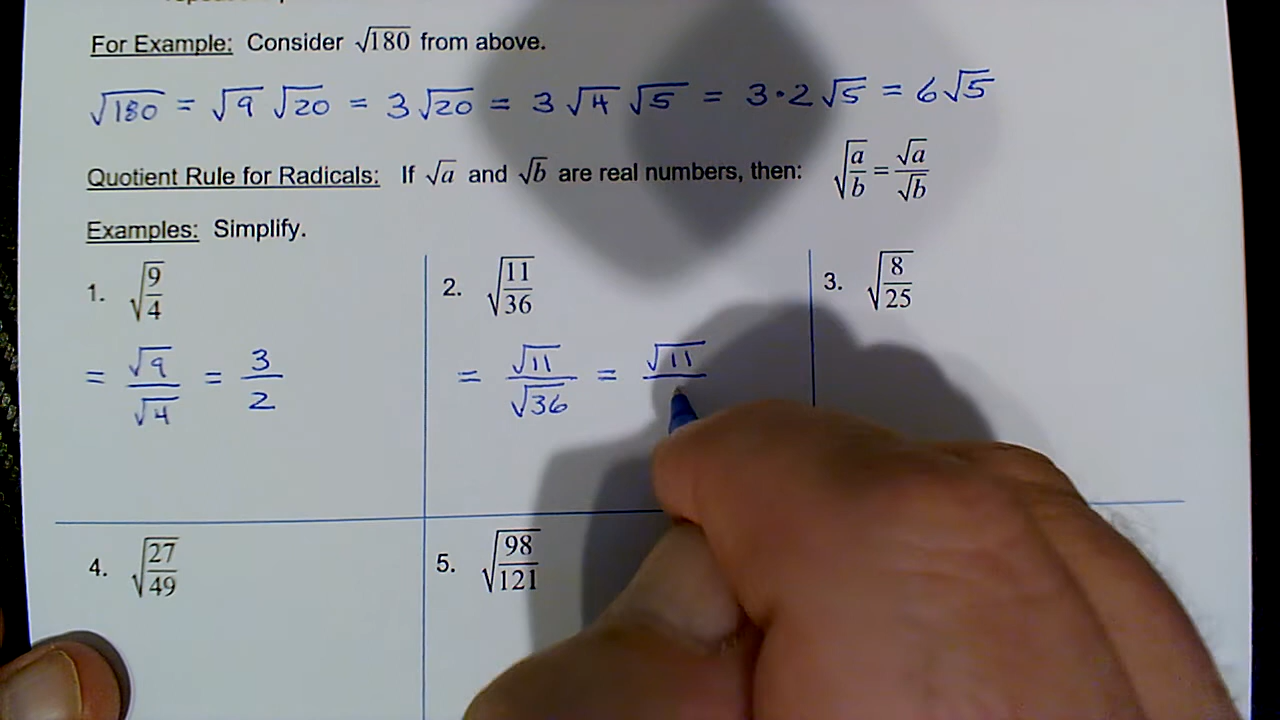 For Example: Consider √180 from above.
√180 = √9 √20 = 3√20 = 3√4 √5 = 3·2√5 = 6√5
Quotient Rule for Radicals: If √a and √b are real numbers, then: √(a/b) = √a/√b
Examples: Simplify.
1. √(9/4)
= √9/√4 = 3/2
2. √(11/36)
= √11/√36 = √11/
3. √(8/25)
4. √(27/49)
5. √(98/121)